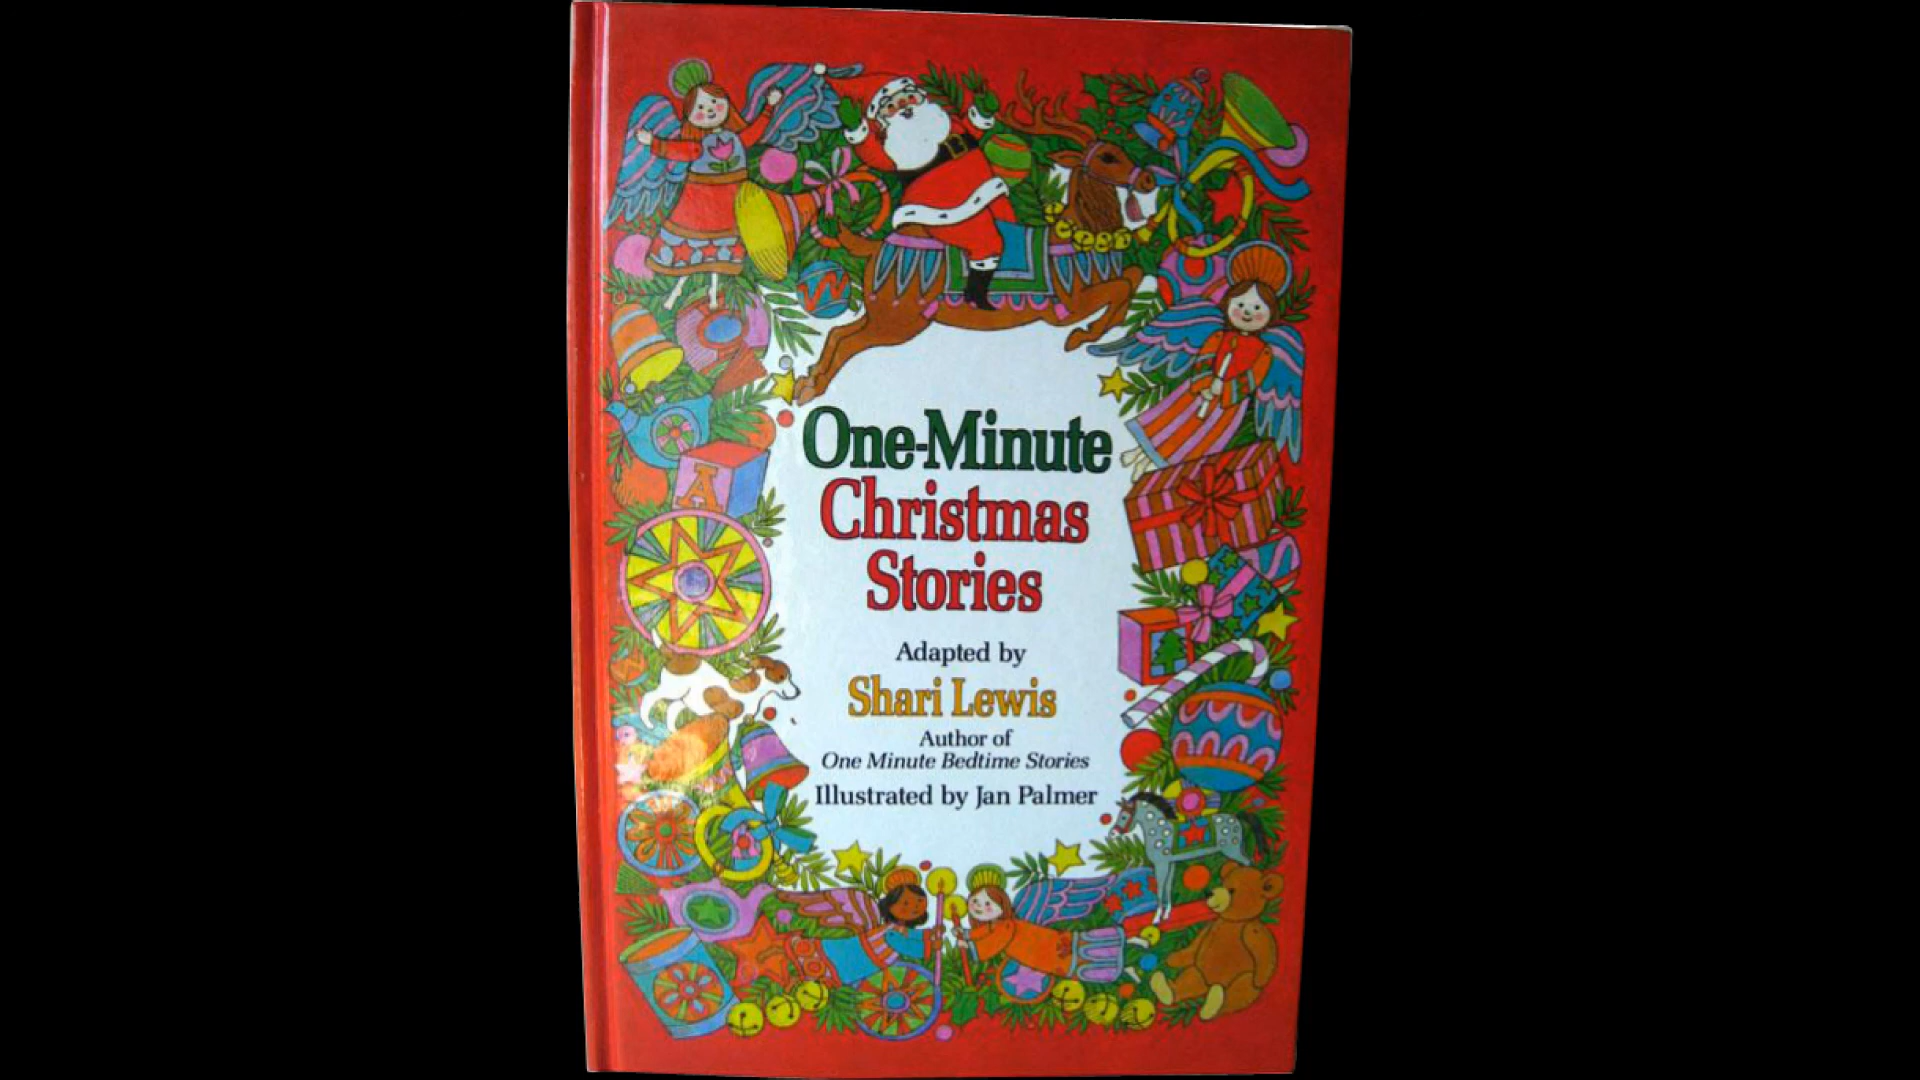 One-Minute
Christmas
Stories
Adapted by
Shari Lewis
Author of
One Minute Bedtime Stories
Illustrated by Jan Palmer
A